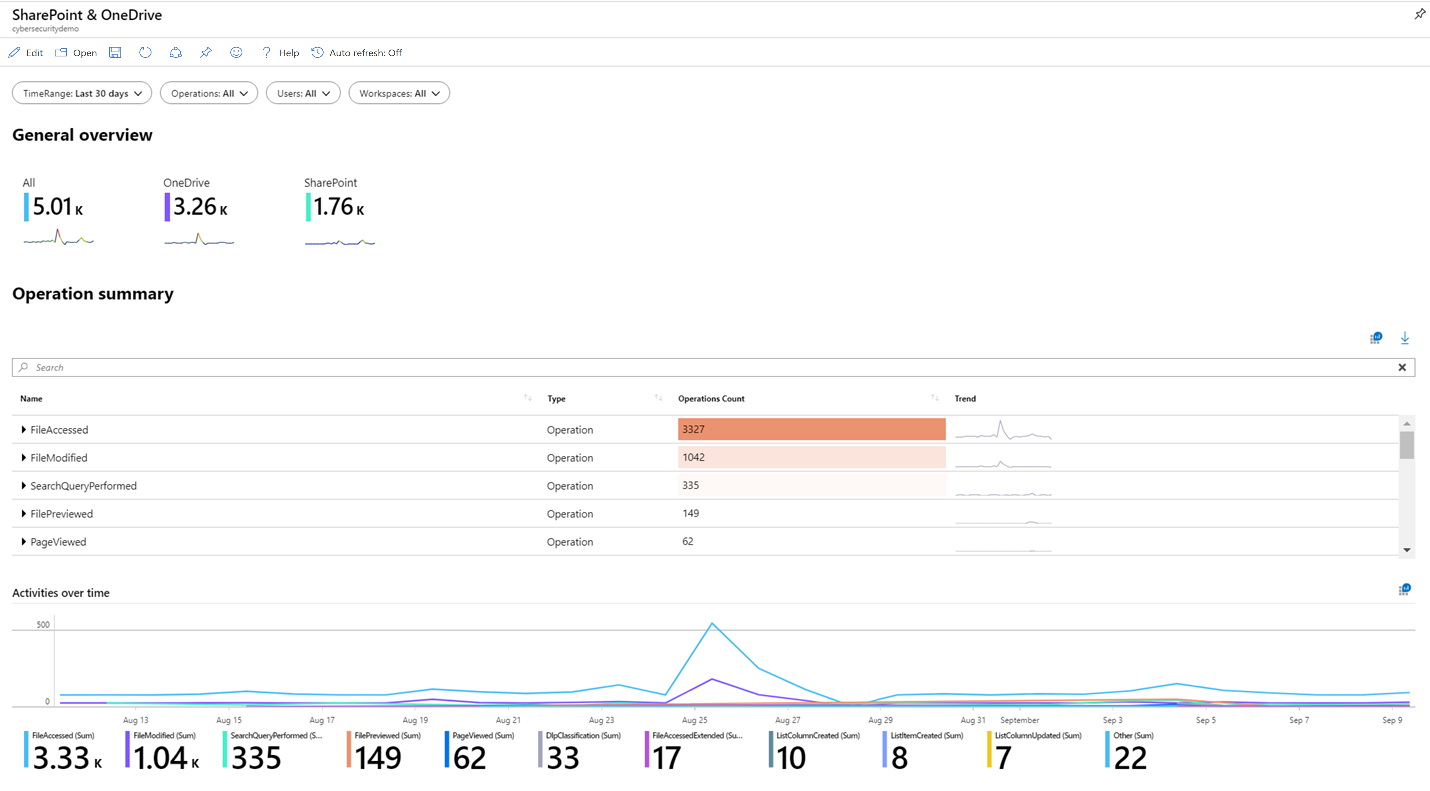 SharePoint & OneDrive
cybersecuritydemo
Edit Open Help Auto refresh: Off
TimeRange: Last 30 days Operations: All Users: All Workspaces: All
General overview
All OneDrive SharePoint
5.01 K 3.26 K 1.76 K
Operation summary
Search
Name Type Operations Count Trend
FileAccessed Operation 3327
FileModified Operation 1042
SearchQueryPerformed Operation 335
FilePreviewed Operation 149
PageViewed Operation 62
Activities over time
500
0
Aug 13 Aug 15 Aug 17 Aug 19 Aug 21 Aug 23 Aug 25 Aug 27 Aug 29 Aug 31 September Sep 3 Sep 5 Sep 7 Sep 9
FileAccessed (Sum) FileModified (Sum) SearchQueryPerformed (S... FilePreviewed (Sum) PageViewed (Sum) DlpClassification (Sum) FileAccessedExtended (Su... ListColumnCreated (Sum) ListItemCreated (Sum) ListColumnUpdated (Sum) Other (Sum)
3.33 K 1.04 K 335 149 62 33 17 10 8 7 22